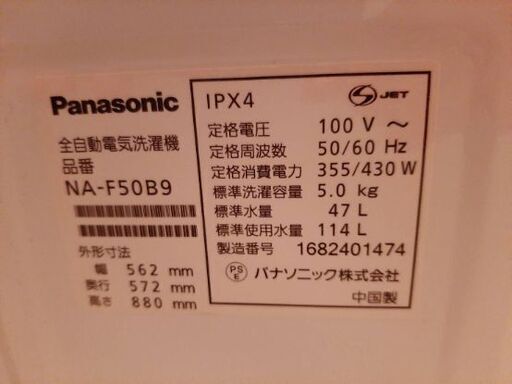 Panasonic
全自動電気洗濯機
品番
NA-F50B9
外形寸法
幅 562 mm
奥行 572 mm
高さ 880 mm
IPX4
S JET
定格電圧 100 V ～
定格周波数 50/60 Hz
定格消費電力 355/430 W
標準洗濯容量 5.0 kg
標準水量 47 L
標準使用水量 114 L
製造番号 1682401474
PS E パナソニック株式会社
中国製